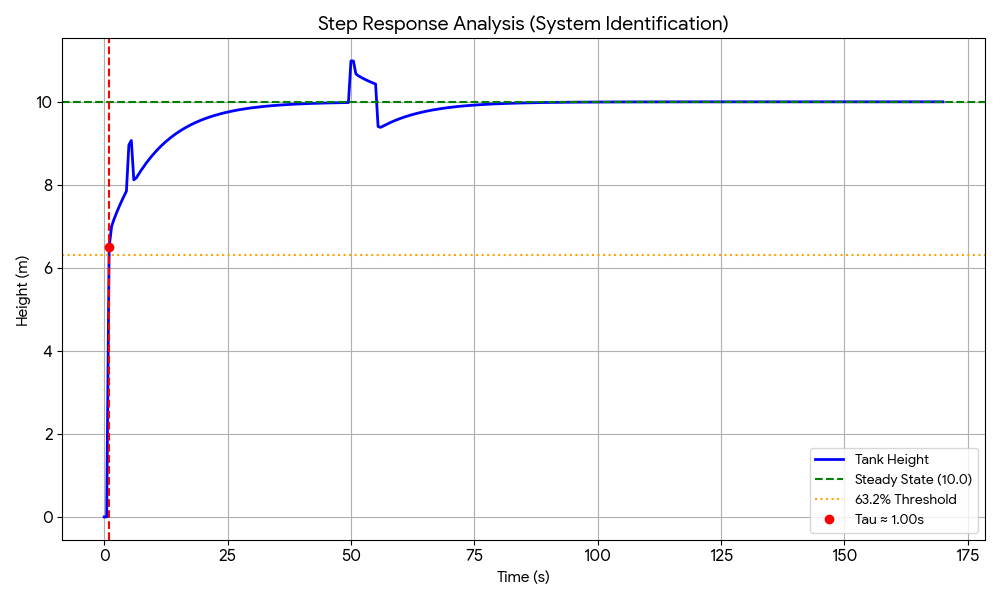 Step Response Analysis (System Identification)
Height (m)
10
8
6
4
2
0
0 25 50 75 100 125 150 175
Time (s)
Tank Height
Steady State (10.0)
63.2% Threshold
Tau ≈ 1.00s